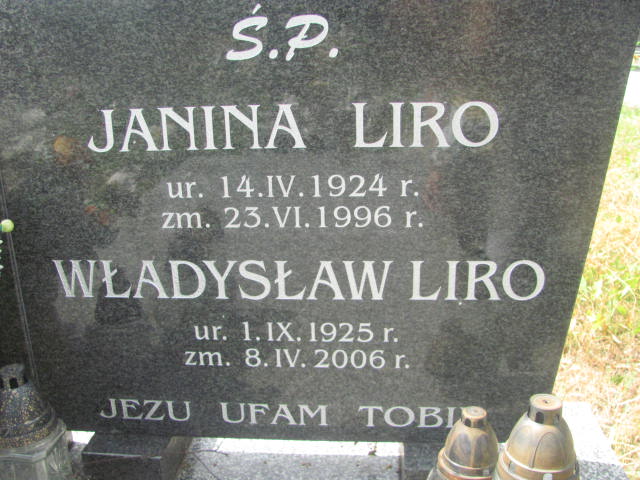 Ś.P.
JANINA LIRO
ur. 14.IV.1924 r.
zm. 23.VI.1996 r.
WŁADYSŁAW LIRO
ur. 1.IX.1925 r.
zm. 8.IV.2006 r.
JEZU UFAM TOBIE